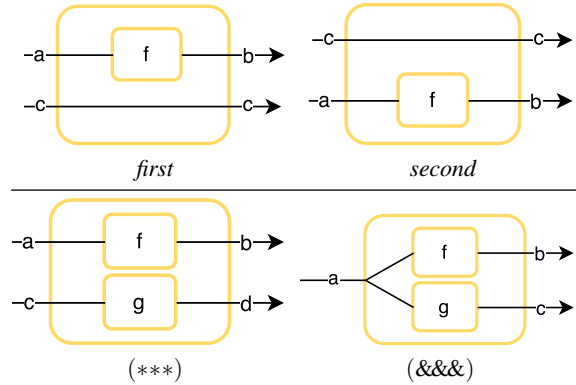 a f b
c c
first
c c
a f b
second
a f b
c g d
(***)
a f b
g c
(&&&)